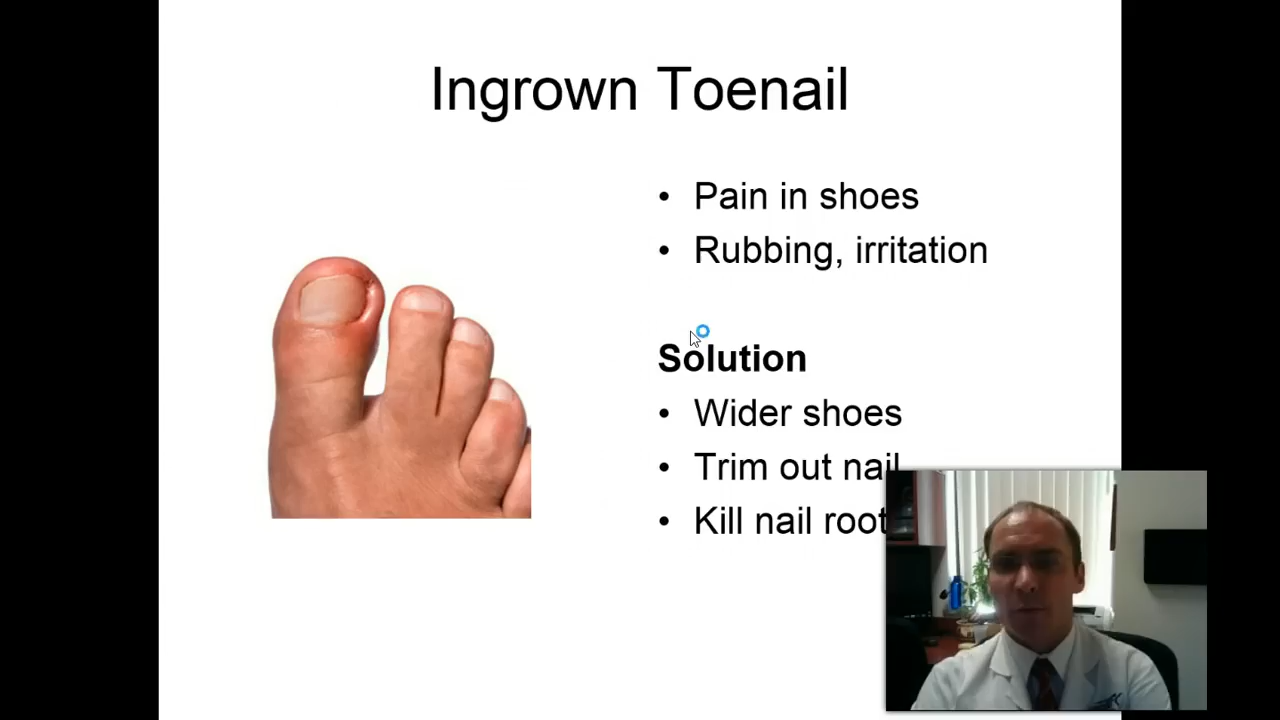 Ingrown Toenail
• Pain in shoes
• Rubbing, irritation
Solution
• Wider shoes
• Trim out nail
• Kill nail root